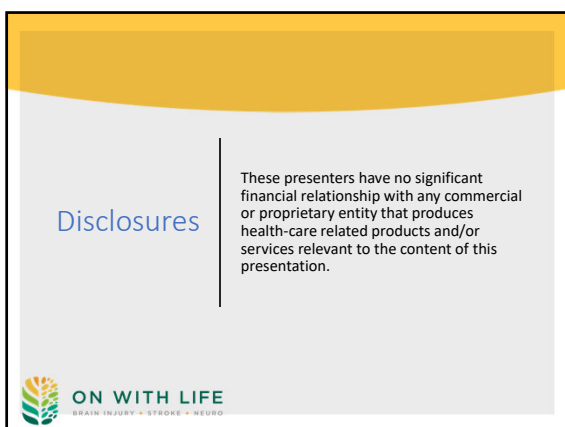 Disclosures
These presenters have no significant
financial relationship with any commercial
or proprietary entity that produces
health-care related products and/or
services relevant to the content of this
presentation.
ON WITH LIFE
BRAIN INJURY • STROKE • NEURO